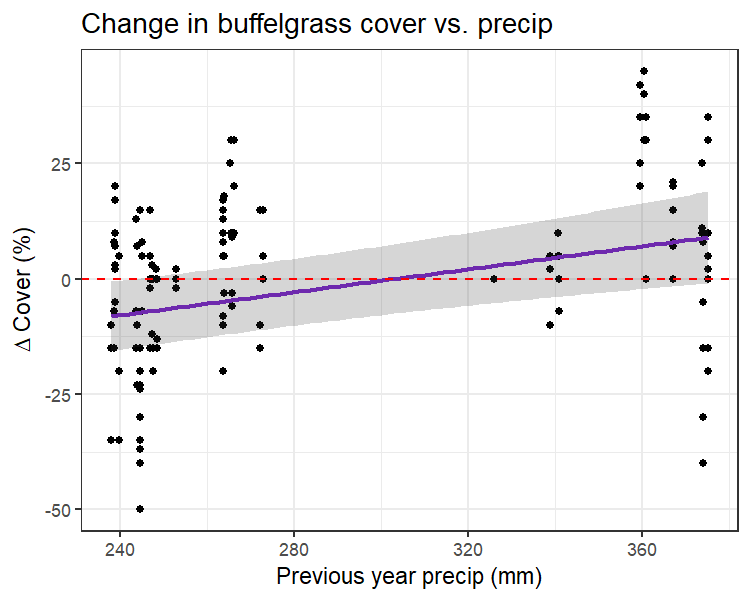 Change in buffelgrass cover vs. precip
Δ Cover (%)
25
0
-25
-50
240 280 320 360
Previous year precip (mm)